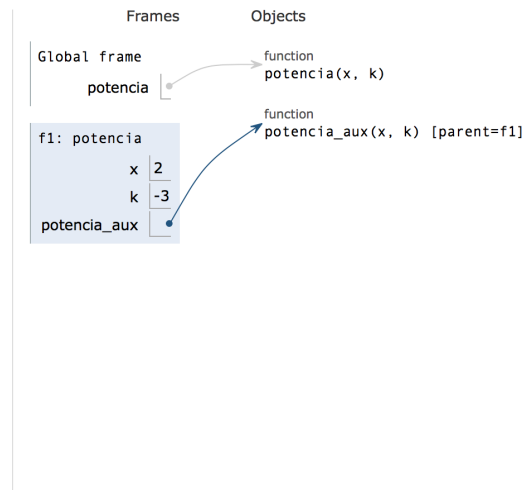 Frames Objects
Global frame
potencia
function
potencia(x, k)
function
potencia_aux(x, k) [parent=f1]
f1: potencia
x 2
k -3
potencia_aux